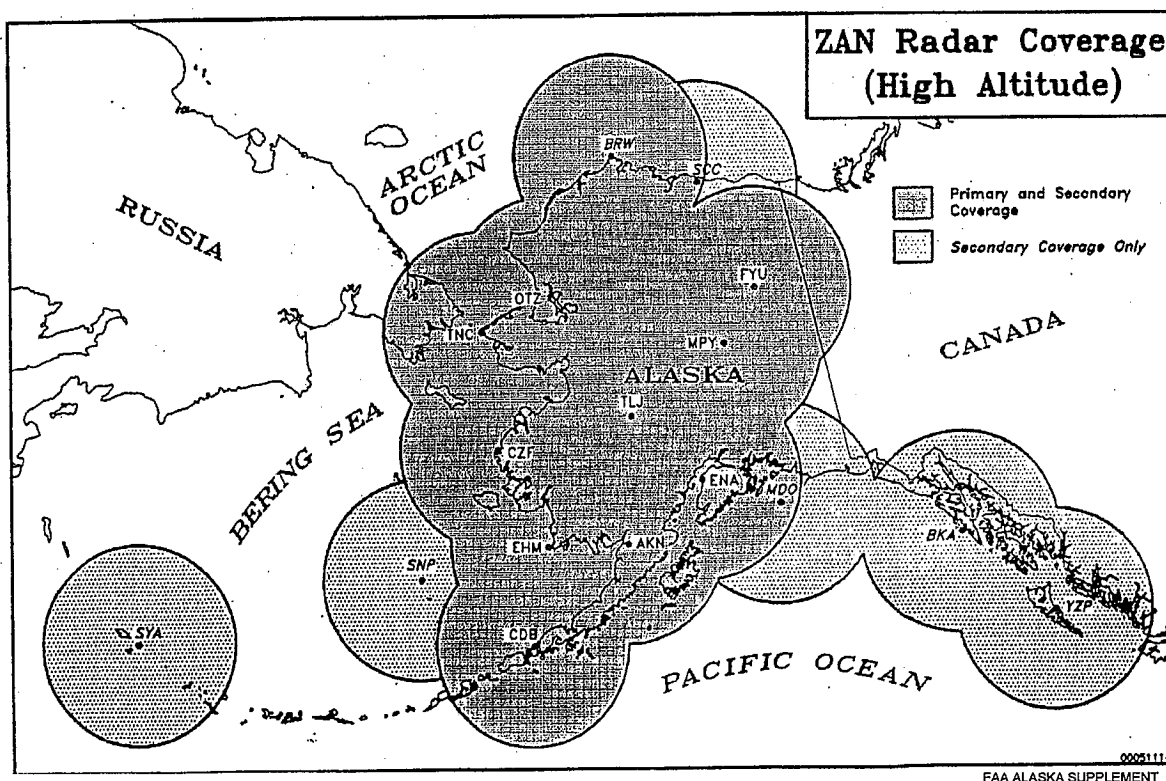 ZAN Radar Coverage
(High Altitude)
ARCTIC
OCEAN
RUSSIA
BRW
SCC
Primary and Secondary
Coverage
Secondary Coverage Only
FYU
OTZ
TNC
MPY
CANADA
ALASKA
TLJ
BERING SEA
CZF
ENA
MDO
BKA
EHM
AKN
SNP
YZP
SYA
CDB
PACIFIC OCEAN
0005111
FAA ALASKA SUPPLEMENT